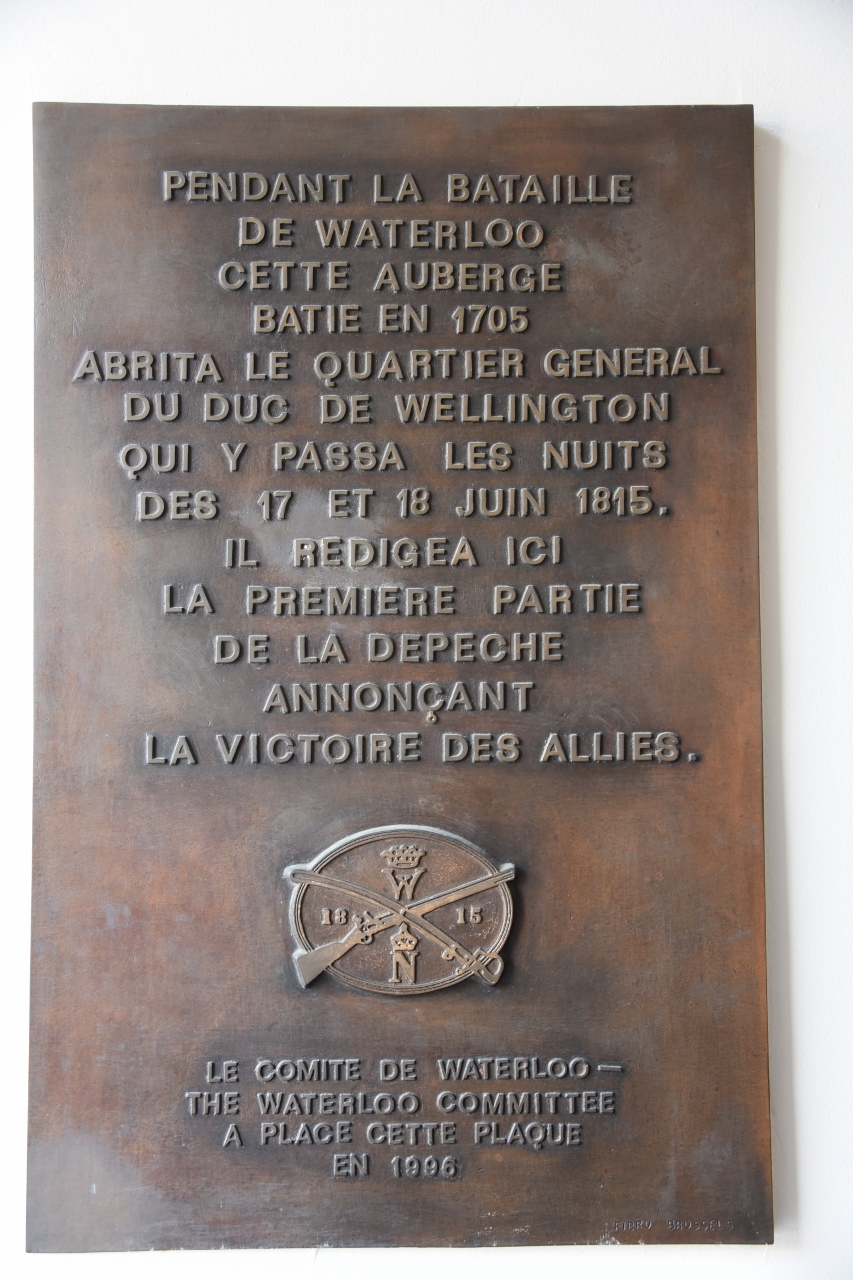 PENDANT LA BATAILLE
DE WATERLOO
CETTE AUBERGE
BATIE EN 1705
ABRITA LE QUARTIER GENERAL
DU DUC DE WELLINGTON
QUI Y PASSA LES NUITS
DES 17 ET 18 JUIN 1815.
IL REDIGEA ICI
LA PREMIERE PARTIE
DE LA DEPECHE
ANNONÇANT
LA VICTOIRE DES ALLIES.
W
18 15
N
LE COMITE DE WATERLOO —
THE WATERLOO COMMITTEE
A PLACE CETTE PLAQUE
EN 1996
BRUSSELS